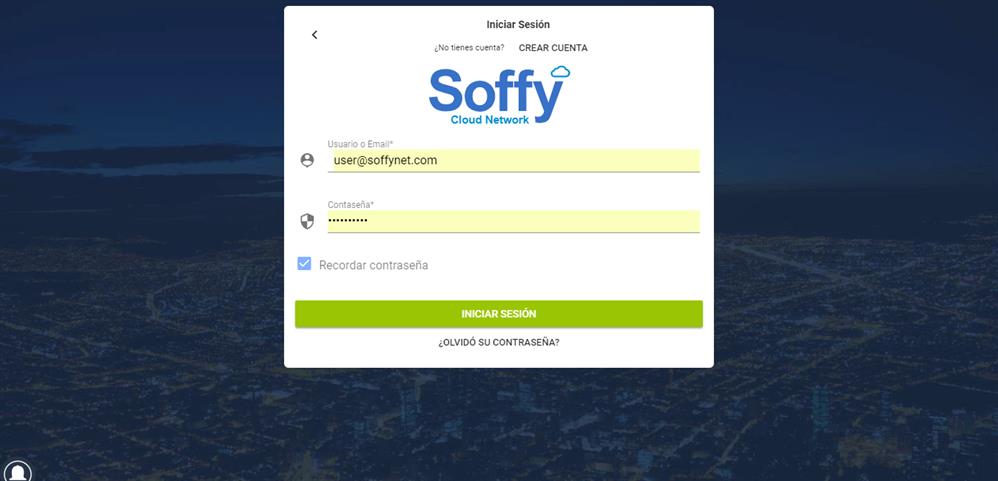 Iniciar Sesión
¿No tienes cuenta? CREAR CUENTA
Soffy
Cloud Network
Usuario o Email*
user@soffynet.com
Contaseña*
••••••••••
Recordar contraseña
INICIAR SESIÓN
¿OLVIDÓ SU CONTRASEÑA?